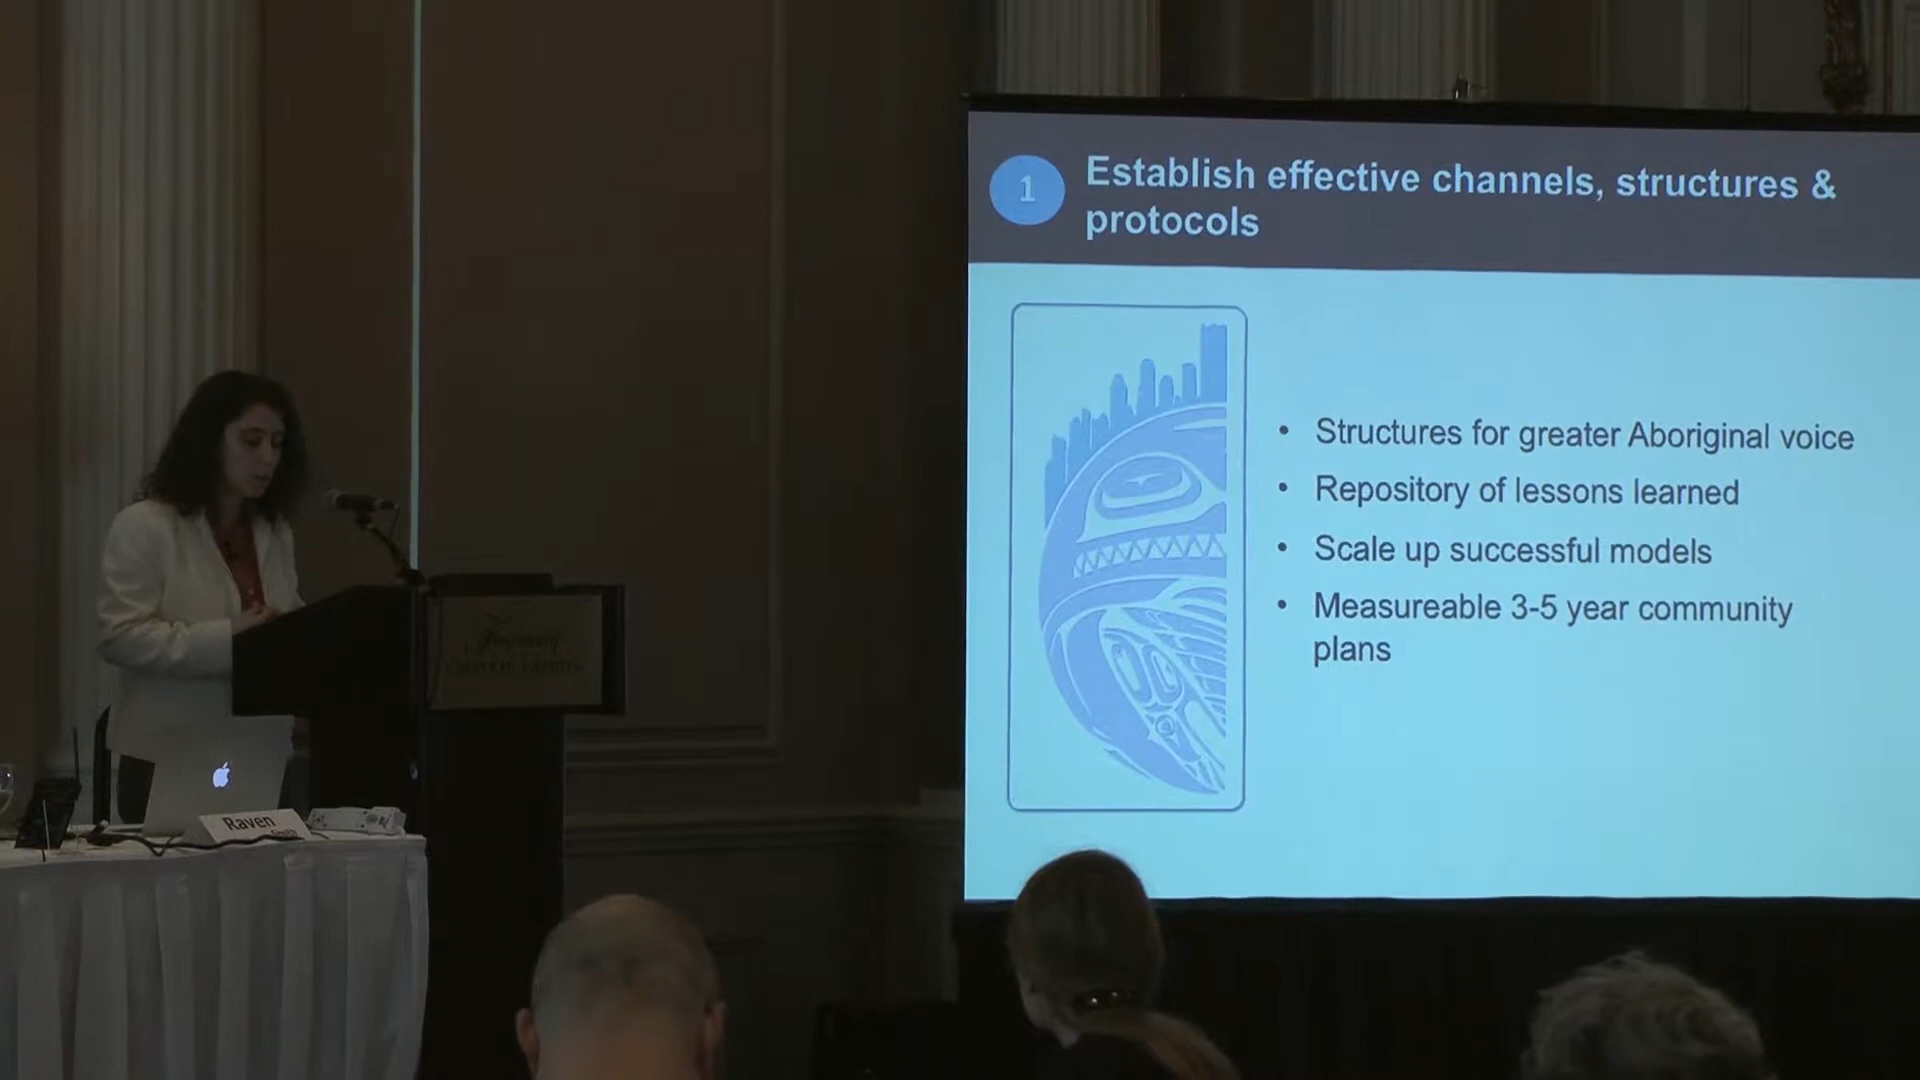 1
Establish effective channels, structures &
protocols
• Structures for greater Aboriginal voice
• Repository of lessons learned
• Scale up successful models
• Measureable 3-5 year community
plans
Raven